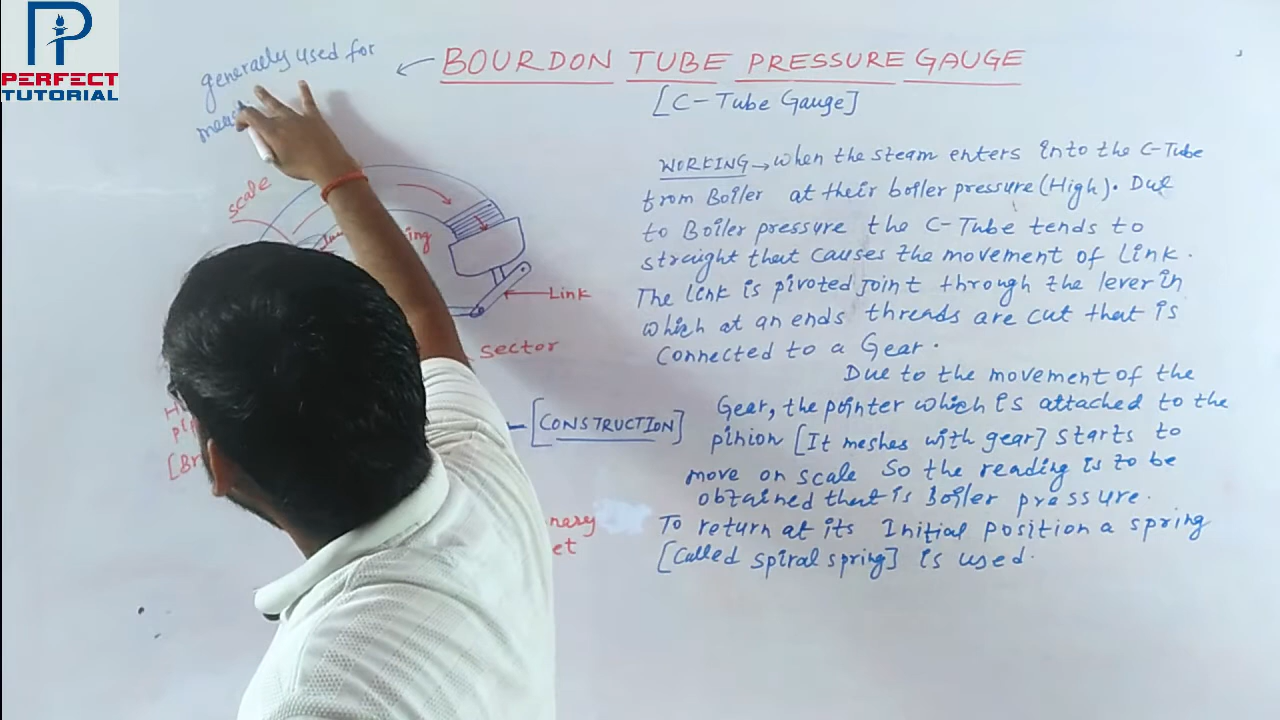 PERFECT
TUTORIAL
generally used for
BOURDON TUBE PRESSURE GAUGE
[C-Tube Gauge]
scale
Link
Sector
[CONSTRUCTION]
WORKING → when the steam enters into the C-Tube
from Boiler at their boiler pressure (High). Due
to Boiler pressure the C-Tube tends to
straight that causes the movement of Link.
The link is pivoted joint through the lever in
which at an ends threads are cut that is
Connected to a Gear.
Due to the movement of the
Gear, the pointer which is attached to the
pinion [It meshes with gear] starts to
move on scale so the reading is to be
obtained that is Boiler pressure.
To return at its Initial position a spring
[Called spiral spring] is used.